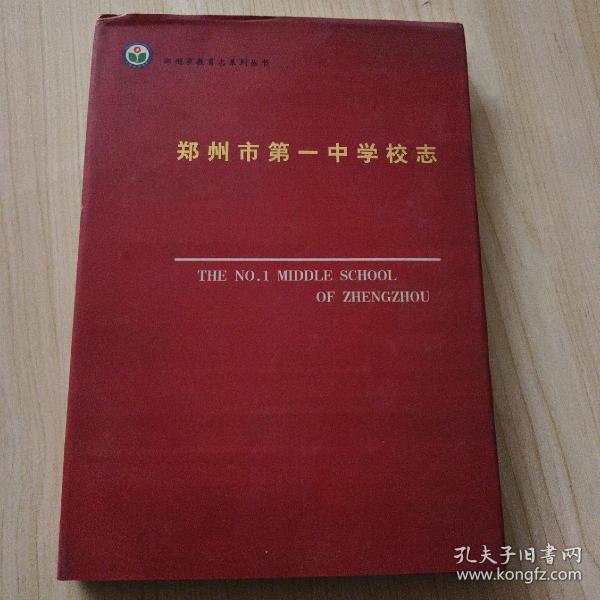 郑州市教育志系列丛书
郑州市第一中学校志
THE NO.1 MIDDLE SCHOOL
OF ZHENGZHOU
孔夫子旧书网
www.kongfz.com